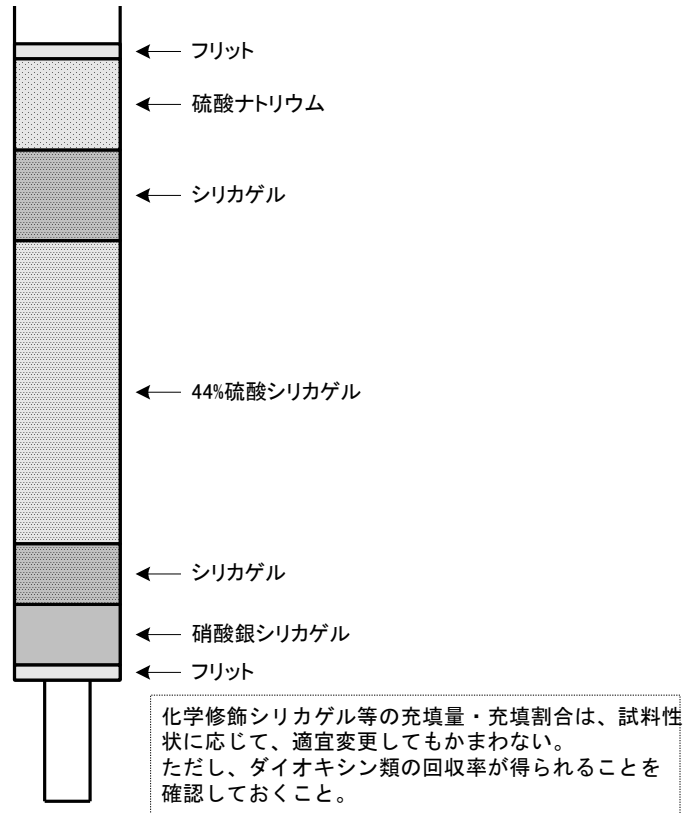 フリット
硫酸ナトリウム
シリカゲル
44%硫酸シリカゲル
シリカゲル
硝酸銀シリカゲル
フリット
化学修飾シリカゲル等の充填量・充填割合は、試料性
状に応じて、適宜変更してもかまわない。
ただし、ダイオキシン類の回収率が得られることを
確認しておくこと。